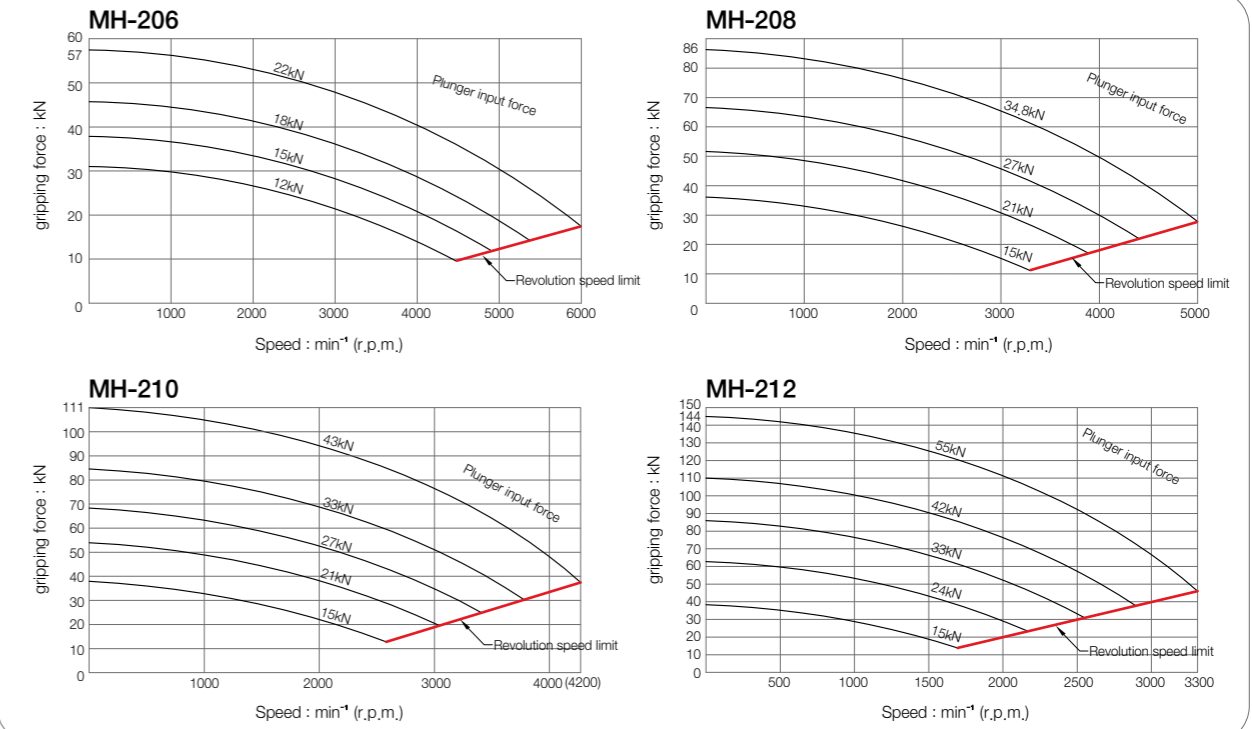 MH-206
60
57
50
40
30
20
10
0
gripping force : kN
22kN
18kN
15kN
12kN
Plunger input force
Revolution speed limit
1000 2000 3000 4000 5000 6000
Speed : min⁻¹ (r.p.m.)
MH-208
86
80
70
60
50
40
30
20
10
0
gripping force : kN
34.8kN
27kN
21kN
15kN
Plunger input force
Revolution speed limit
1000 2000 3000 4000 5000
Speed : min⁻¹ (r.p.m.)
MH-210
111
100
90
80
70
60
50
40
30
20
10
0
gripping force : kN
43kN
33kN
27kN
21kN
15kN
Plunger input force
Revolution speed limit
1000 2000 3000 4000 (4200)
Speed : min⁻¹ (r.p.m.)
MH-212
150
144
140
130
120
110
100
90
80
70
60
50
40
30
20
10
0
gripping force : kN
55kN
42kN
33kN
24kN
15kN
Plunger input force
Revolution speed limit
500 1000 1500 2000 2500 3000 3300
Speed : min⁻¹ (r.p.m.)